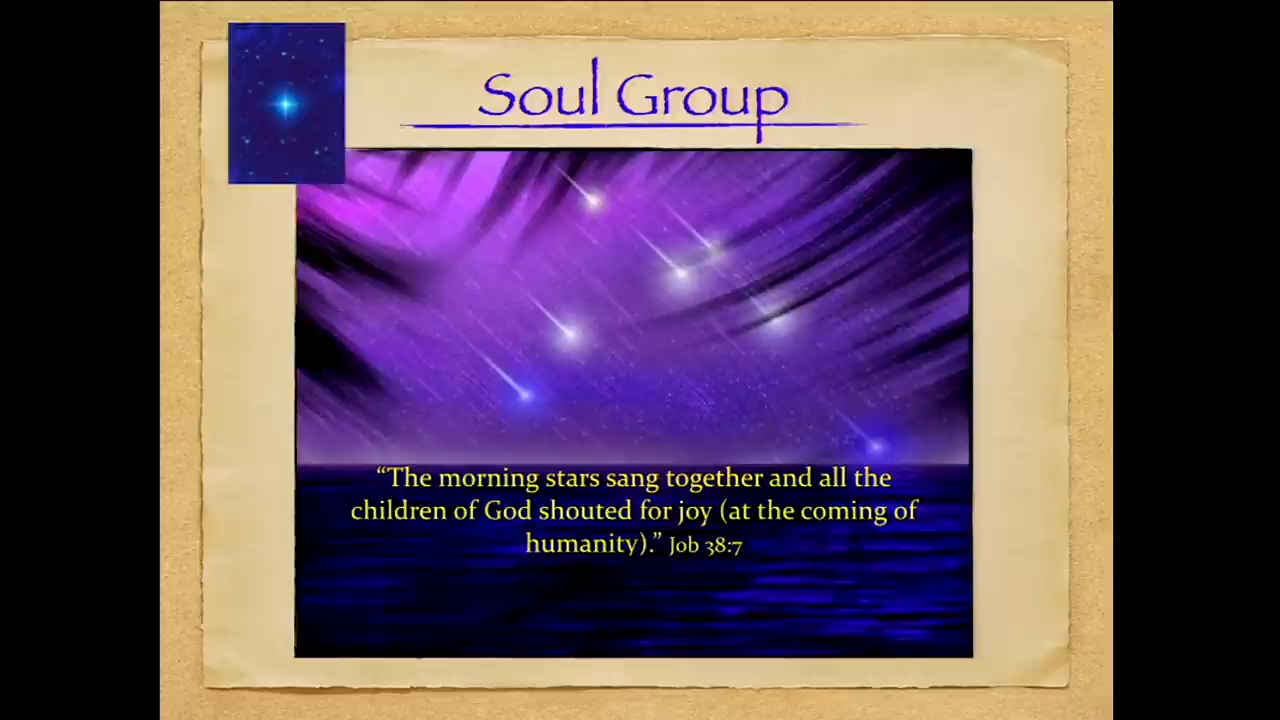 Soul Group
“The morning stars sang together and all the
children of God shouted for joy (at the coming of
humanity).” Job 38:7